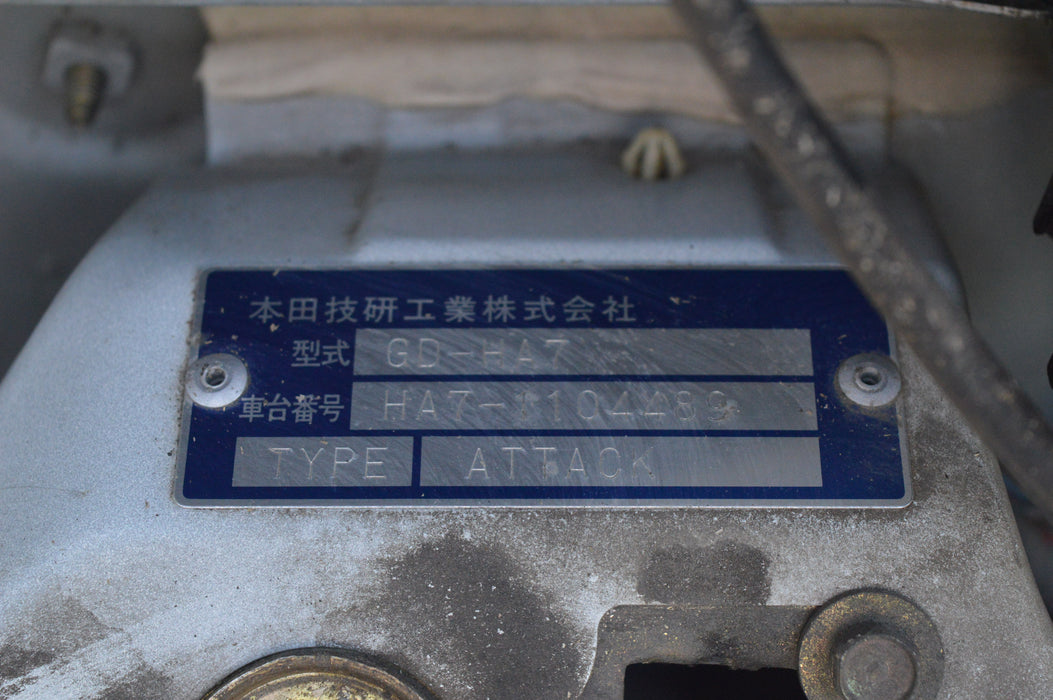 本田技研工業株式会社
型式 GD-HA7
車台番号 HA7-1104489
TYPE ATTACK